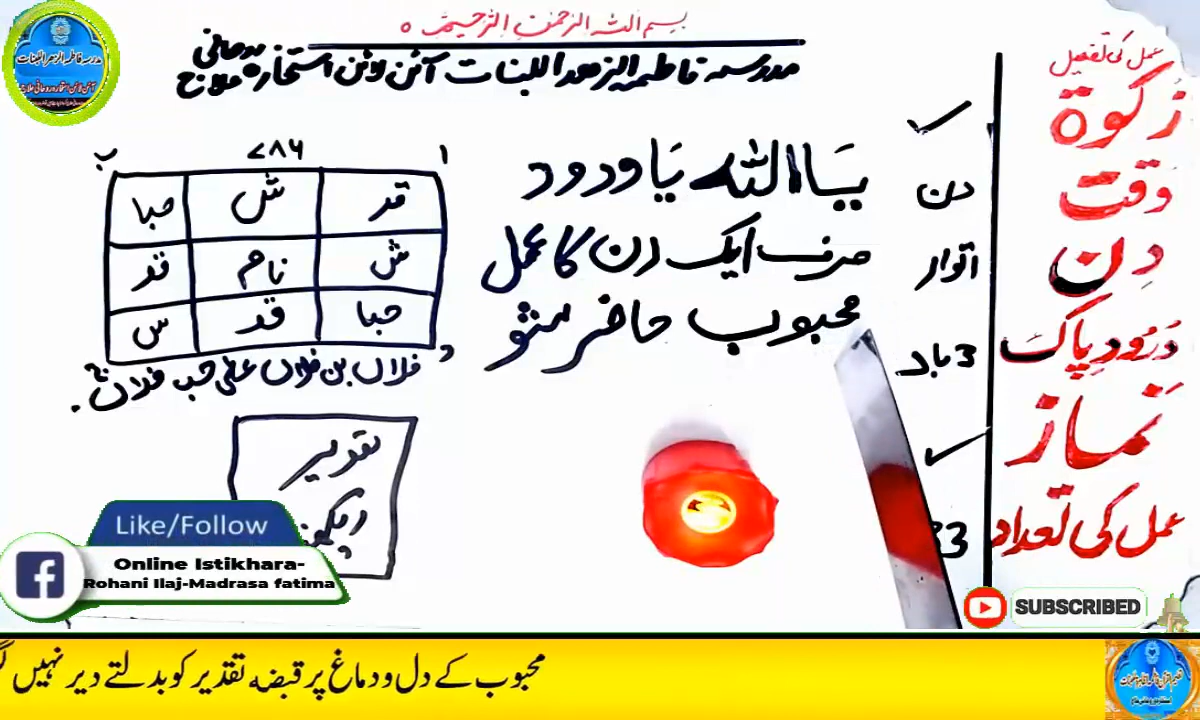 بسم اللہ الرحمن الرحیم ۝
مدرسہ فاطمۃ الزھرا للبنات آن لائن استخارہ روحانی علاج
عمل کی تفصیل
زکوۃ
وقت
دن
دن
اتوار
دن
درود پاک
3 بار
نماز
عمل کی تعداد
33
یا اللہ یا ودود
صرف ایک دن کا عمل
محبوب حاضر ہو
۷۸۶
ا
ب
قد
ش
حبا
ش
نام
قد
حبا
قد
س
فلاں بن فلاں علی حب فلاں
تقدیر
دیکھو
Like/Follow
Online Istikhara-
Rohani Ilaj-Madrasa fatima
SUBSCRIBED
محبوب کے دل و دماغ پر قبضہ تقدیر کو بدلتے دیر نہیں